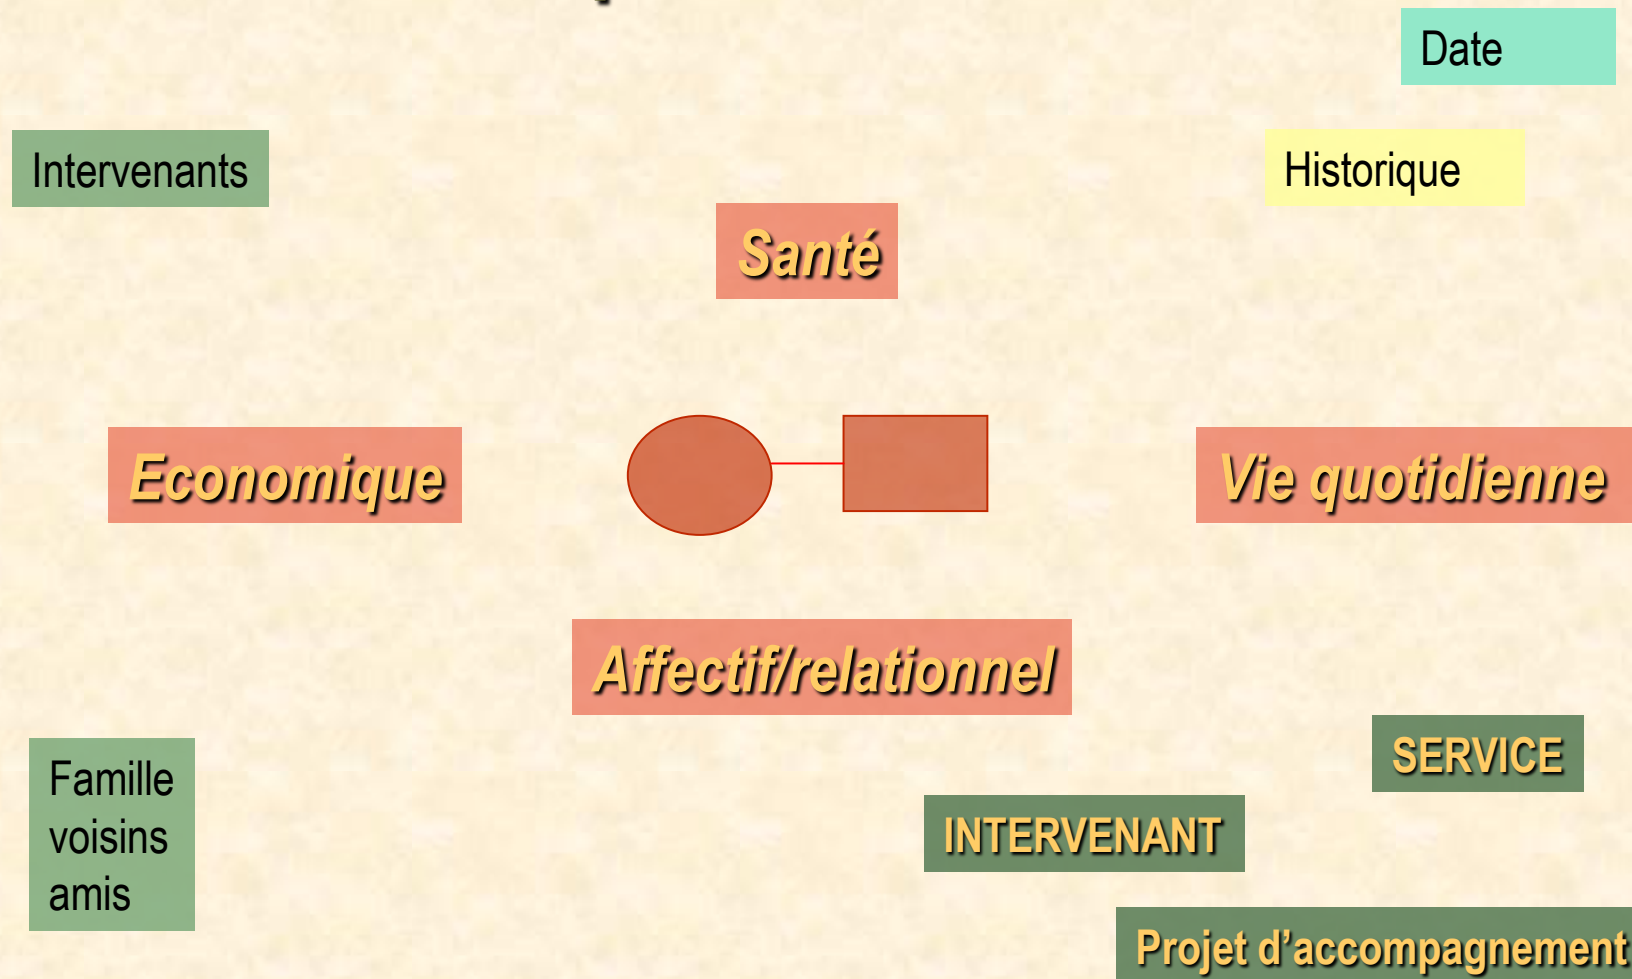 Date
Intervenants
Historique
Santé
Economique
Vie quotidienne
Affectif/relationnel
SERVICE
Famille
voisins
amis
INTERVENANT
Projet d’accompagnement